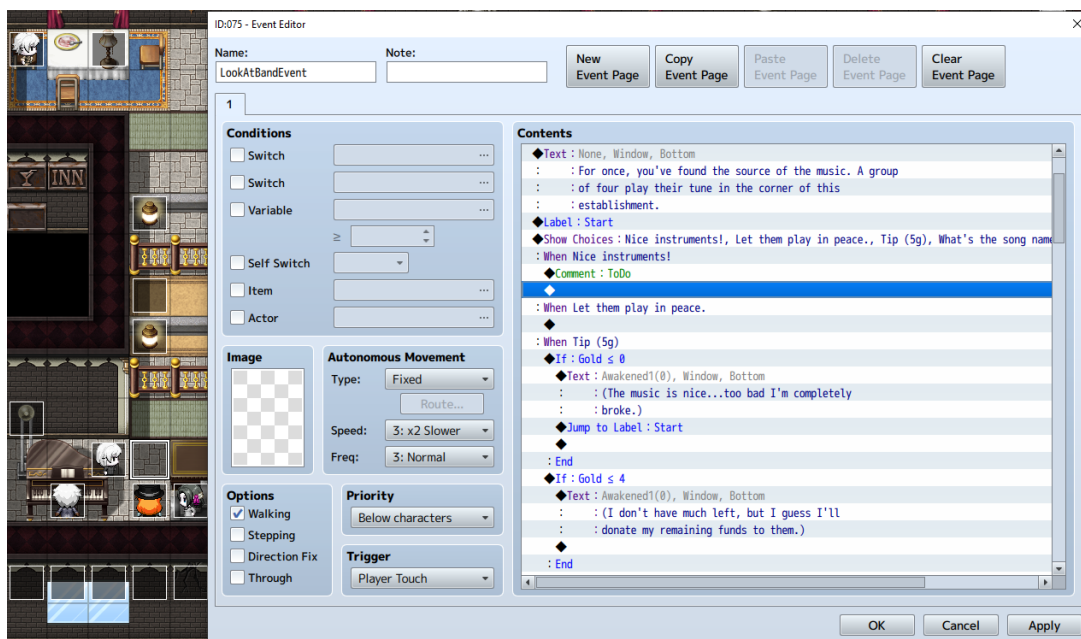 ID:075 - Event Editor
Name:
Note:
LookAtBandEvent
New
Event Page
Copy
Event Page
Paste
Event Page
Delete
Event Page
Clear
Event Page
1
Conditions
Switch
...
Switch
...
Variable
...
≥
Self Switch
Item
...
Actor
...
Image
Autonomous Movement
Type:
Fixed
Route...
Speed:
3: x2 Slower
Freq:
3: Normal
Options
Walking
Stepping
Direction Fix
Through
Priority
Below characters
Trigger
Player Touch
Contents
◆Text : None, Window, Bottom
: : For once, you've found the source of the music. A group
: : of four play their tune in the corner of this
: : establishment.
◆Label : Start
◆Show Choices : Nice instruments!, Let them play in peace., Tip (5g), What's the song name
: When Nice instruments!
◆Comment : ToDo
◆
: When Let them play in peace.
◆
: When Tip (5g)
◆If : Gold ≤ 0
◆Text : Awakened1(0), Window, Bottom
: : (The music is nice...too bad I'm completely
: : broke.)
◆Jump to Label : Start
◆
: End
◆If : Gold ≤ 4
◆Text : Awakened1(0), Window, Bottom
: : (I don't have much left, but I guess I'll
: : donate my remaining funds to them.)
◆
: End
OK
Cancel
Apply
INN